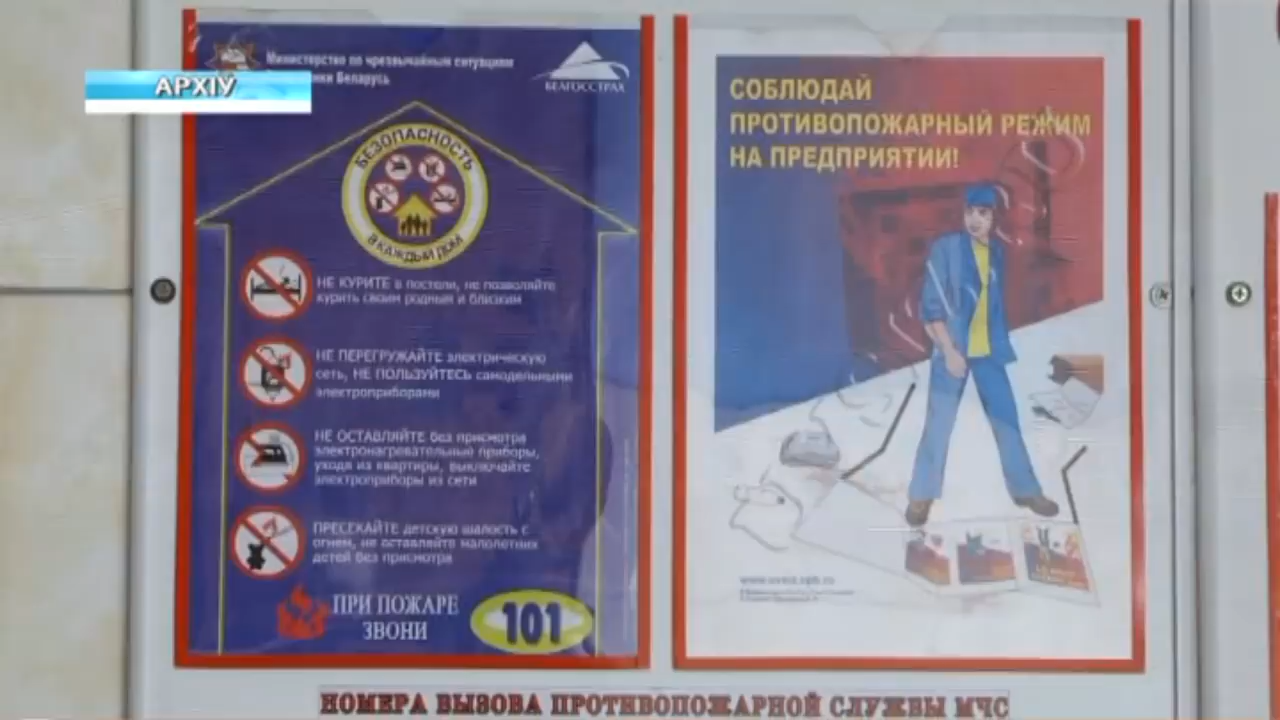 АРХІЎ
Министерство по чрезвычайным ситуациям
Беларусь
БЕЛГОССТРАХ
БЕЗОПАСНОСТЬ
В КАЖДЫЙ ДОМ
НЕ КУРИТЕ в постели, не позволяйте
курить своим родным и близким
НЕ ПЕРЕГРУЖАЙТЕ электрическую
сеть, НЕ ПОЛЬЗУЙТЕСЬ самодельными
электроприборами
НЕ ОСТАВЛЯЙТЕ без присмотра
электронагревательные приборы,
уходя из квартиры, выключайте
электроприборы из сети
ПРЕСЕКАЙТЕ детскую шалость с
огнем, не оставляйте малолетних
детей без присмотра
ПРИ ПОЖАРЕ
ЗВОНИ
101
СОБЛЮДАЙ
ПРОТИВОПОЖАРНЫЙ РЕЖИМ
НА ПРЕДПРИЯТИИ!
НОМЕРА ВЫЗОВА ПРОТИВОПОЖАРНОЙ СЛУЖБЫ МЧС